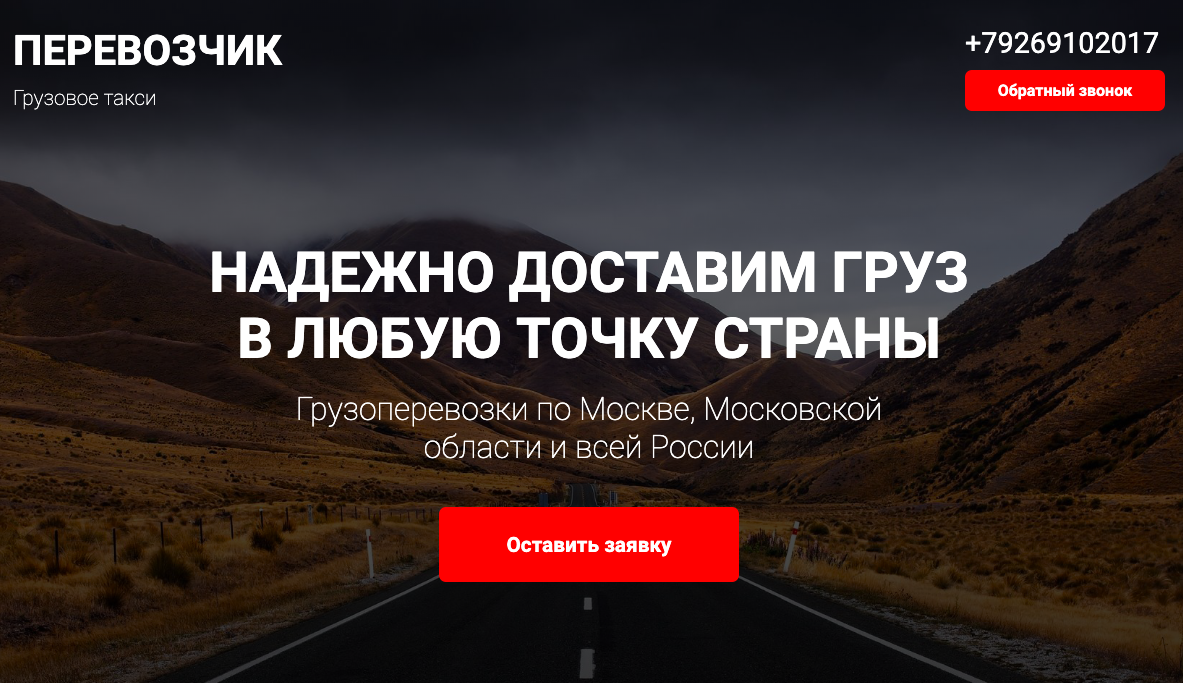 ПЕРЕВОЗЧИК
Грузовое такси
+79269102017
Обратный звонок
НАДЕЖНО ДОСТАВИМ ГРУЗ
В ЛЮБУЮ ТОЧКУ СТРАНЫ
Грузоперевозки по Москве, Московской
области и всей России
Оставить заявку